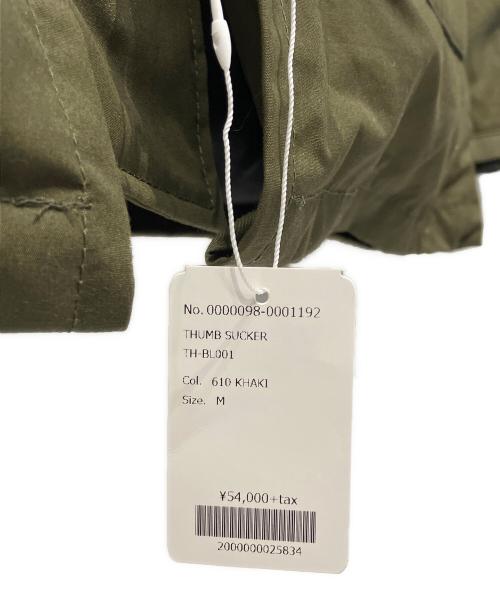 No. 0000098-0001192
THUMB SUCKER
TH-BL001
Col. 610 KHAKI
Size. M
¥54,000+tax
2000000025834